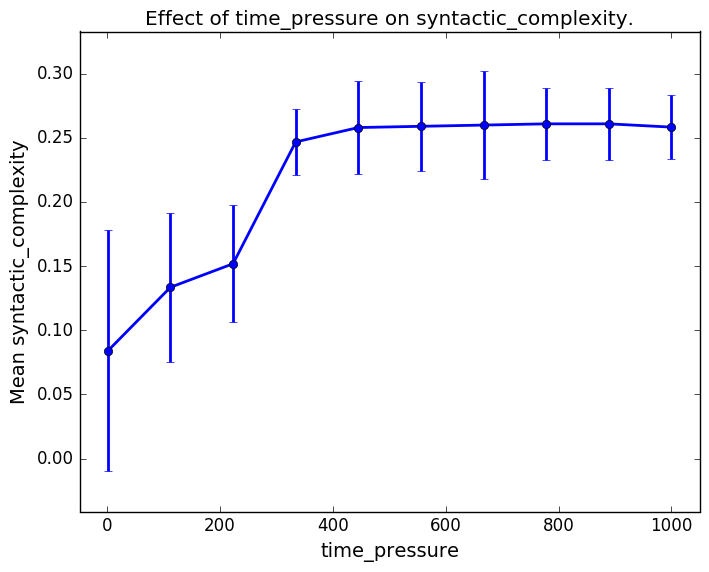 Effect of time_pressure on syntactic_complexity.
Mean syntactic_complexity
0.30
0.25
0.20
0.15
0.10
0.05
0.00
0 200 400 600 800 1000
time_pressure